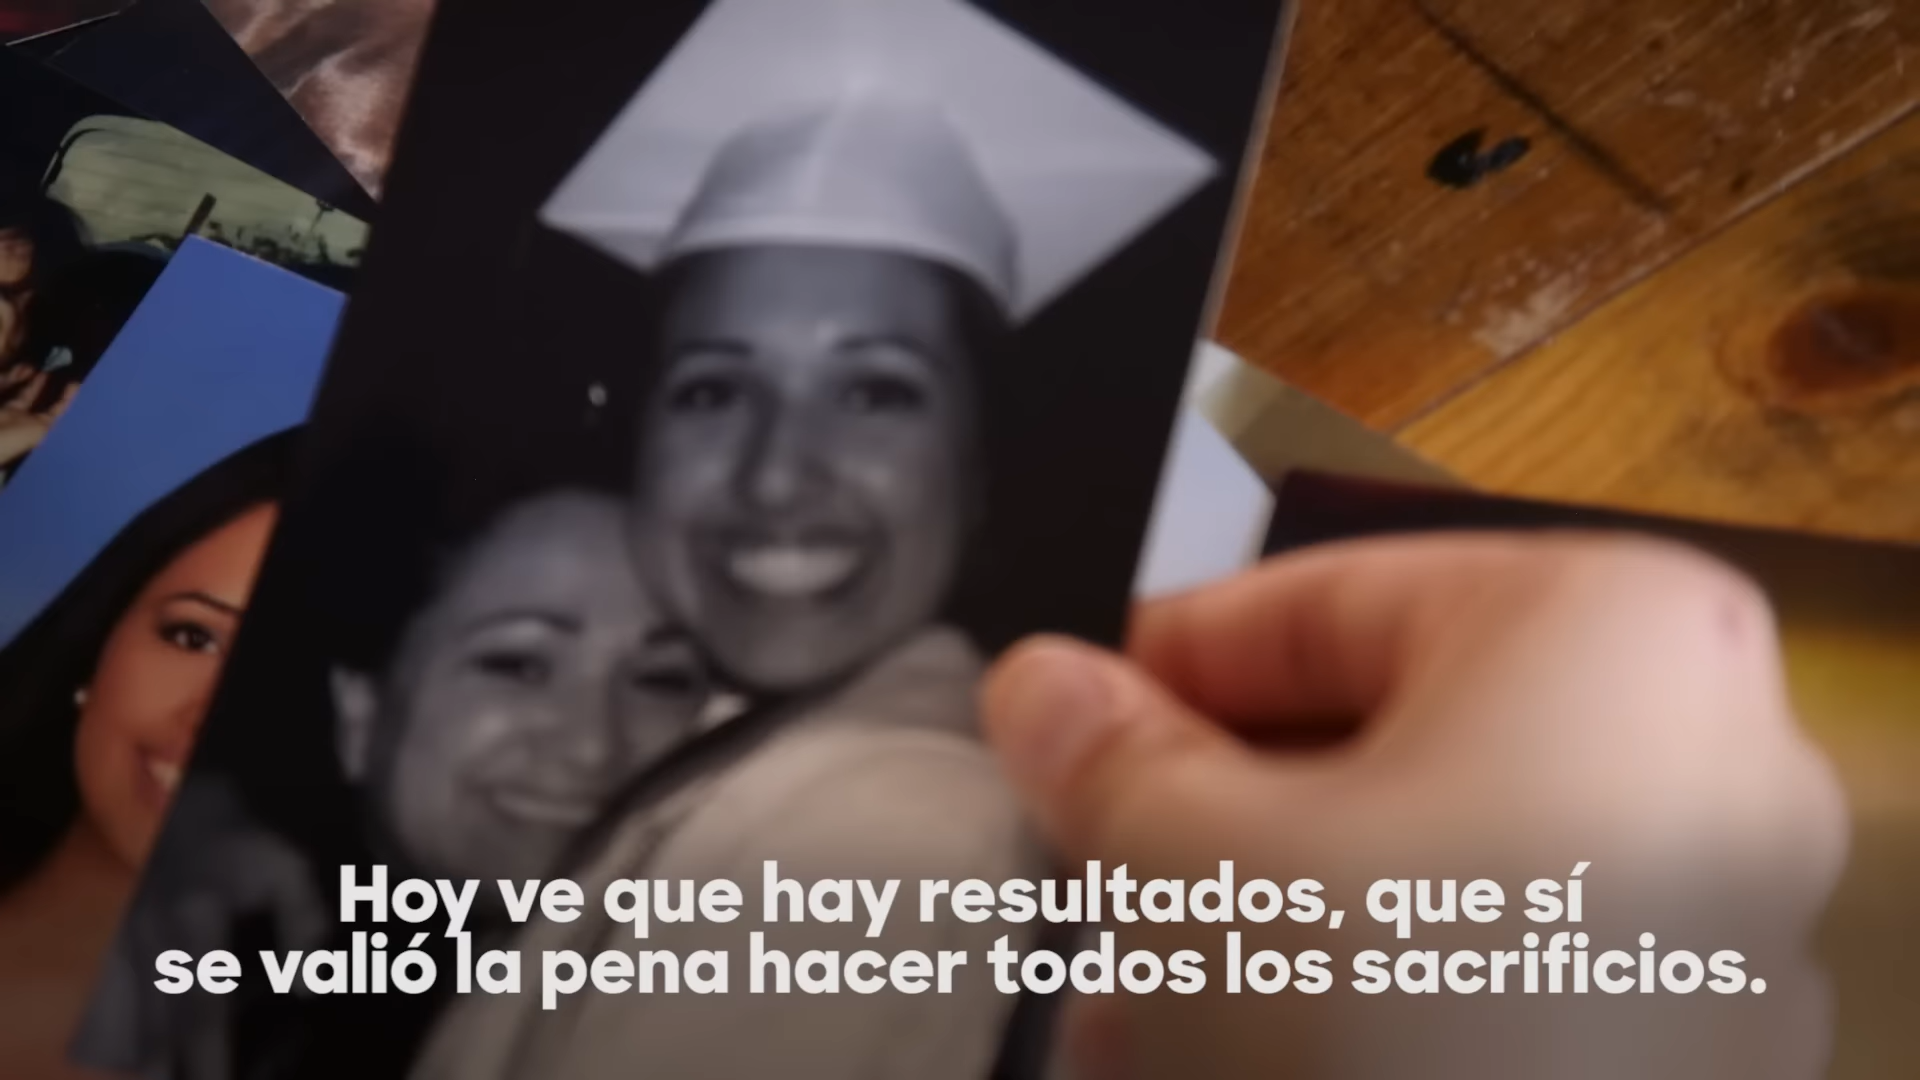 Hoy ve que hay resultados, que sí
se valió la pena hacer todos los sacrificios.